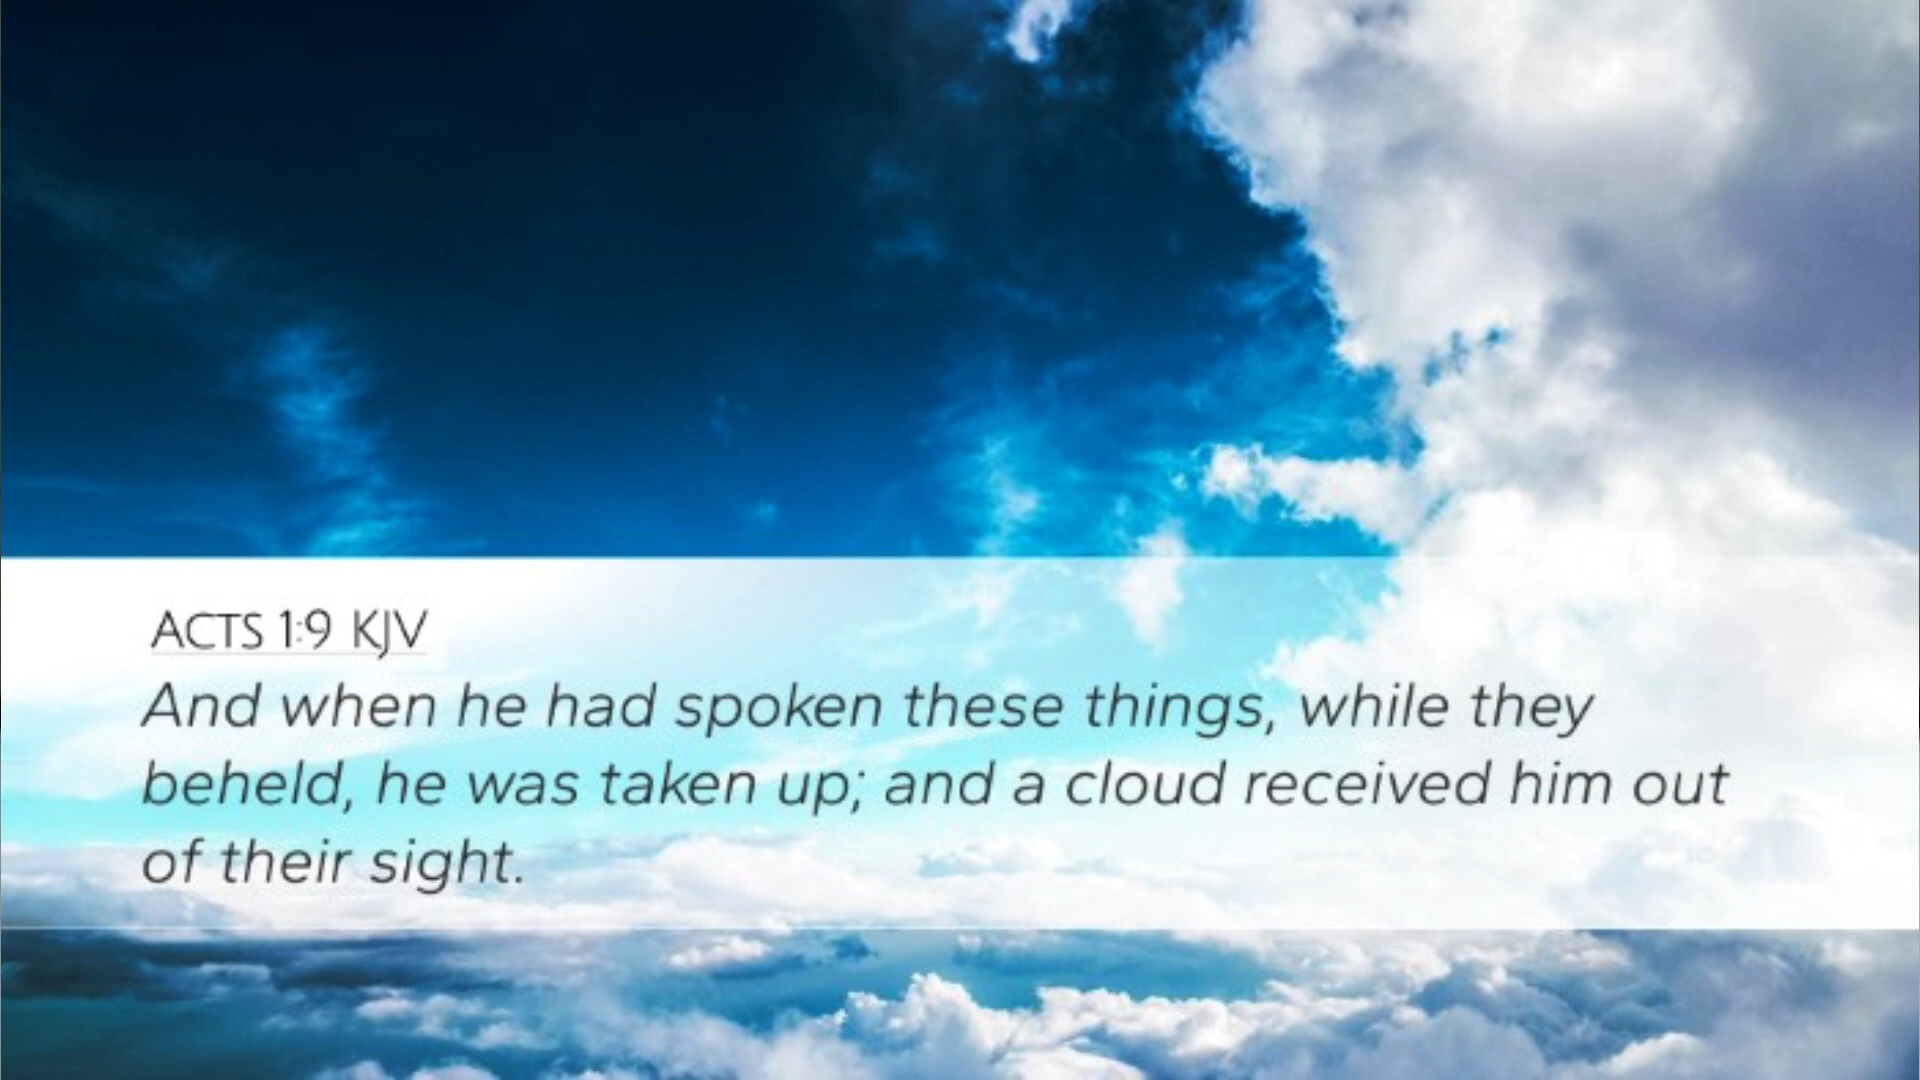 ACTS 1:9 KJV
And when he had spoken these things, while they
beheld, he was taken up; and a cloud received him out
of their sight.